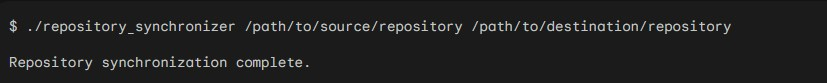 $ ./repository_synchronizer /path/to/source/repository /path/to/destination/repository
Repository synchronization complete.